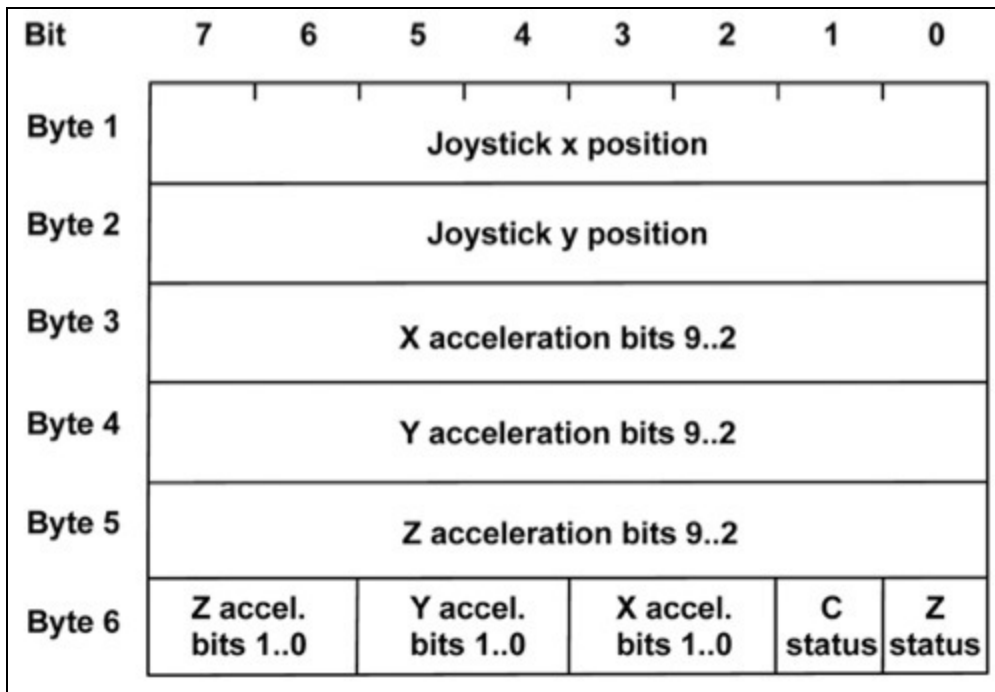 Bit 7 6 5 4 3 2 1 0
Byte 1 Joystick x position
Byte 2 Joystick y position
Byte 3 X acceleration bits 9..2
Byte 4 Y acceleration bits 9..2
Byte 5 Z acceleration bits 9..2
Byte 6 Z accel. Y accel. X accel. C Z
bits 1..0 bits 1..0 bits 1..0 status status